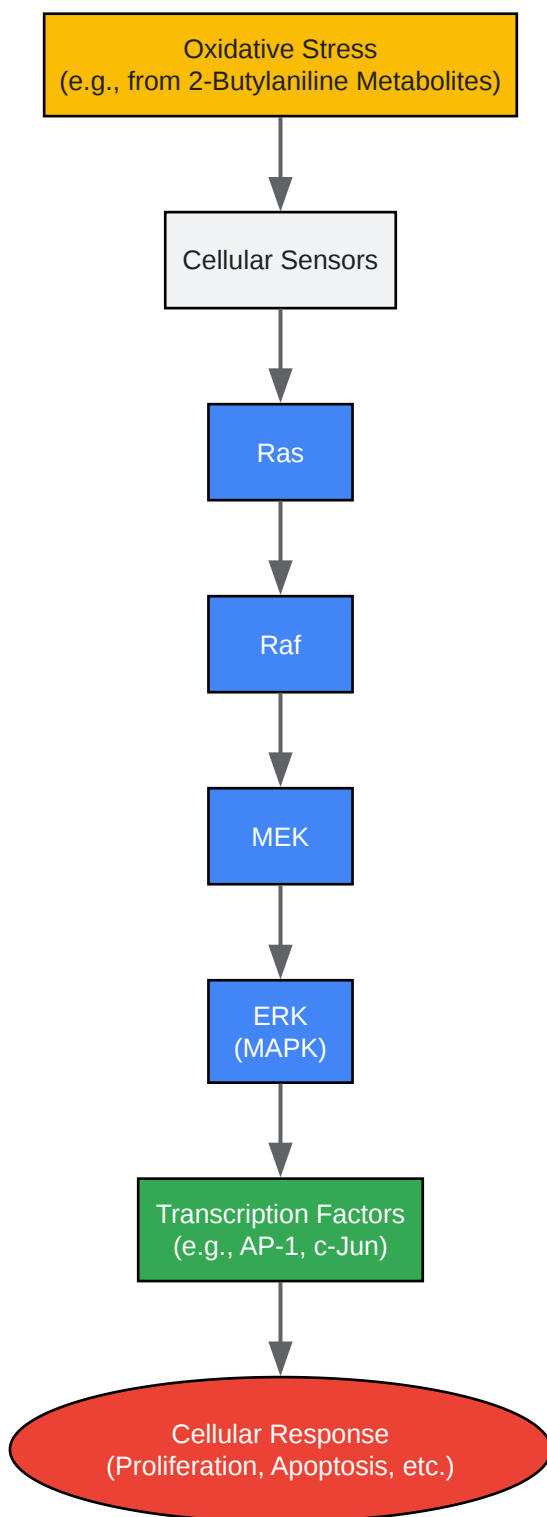 Oxidative Stress
(e.g., from 2-Butylaniline Metabolites)
Cellular Sensors
Ras
Raf
MEK
ERK
(MAPK)
Transcription Factors
(e.g., AP-1, c-Jun)
Cellular Response
(Proliferation, Apoptosis, etc.)